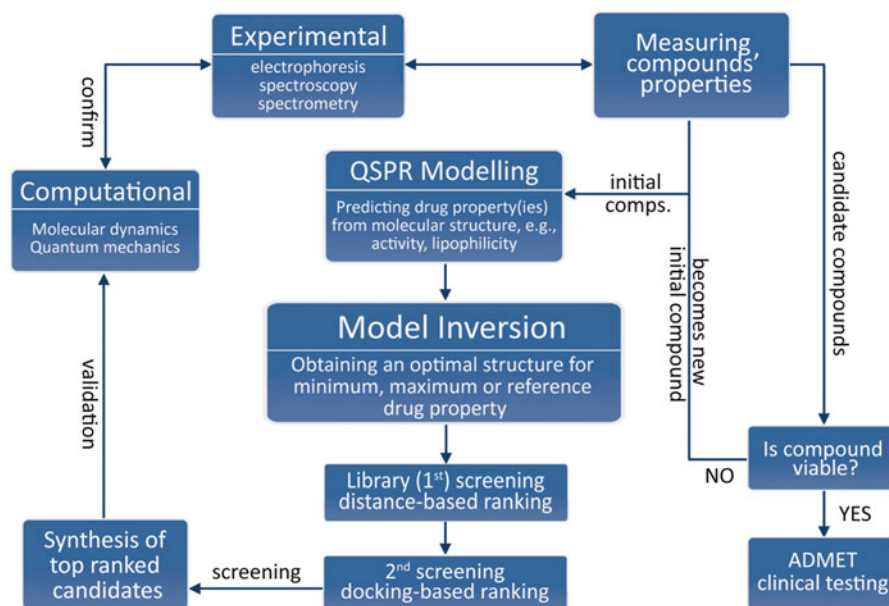 Experimental
electrophoresis
spectroscopy
spectrometry
Measuring
compounds'
properties
confirm
Computational
Molecular dynamics
Quantum mechanics
QSPR Modelling
Predicting drug property(ies)
from molecular structure, e.g.,
activity, lipophilicity
initial
comps.
candidate compounds
becomes new
initial compound
Model Inversion
Obtaining an optimal structure for
minimum, maximum or reference
drug property
validation
Is compound
viable?
NO
YES
Library (1st) screening
distance-based ranking
Synthesis of
top ranked
candidates
screening
2nd screening
docking-based ranking
ADMET
clinical testing